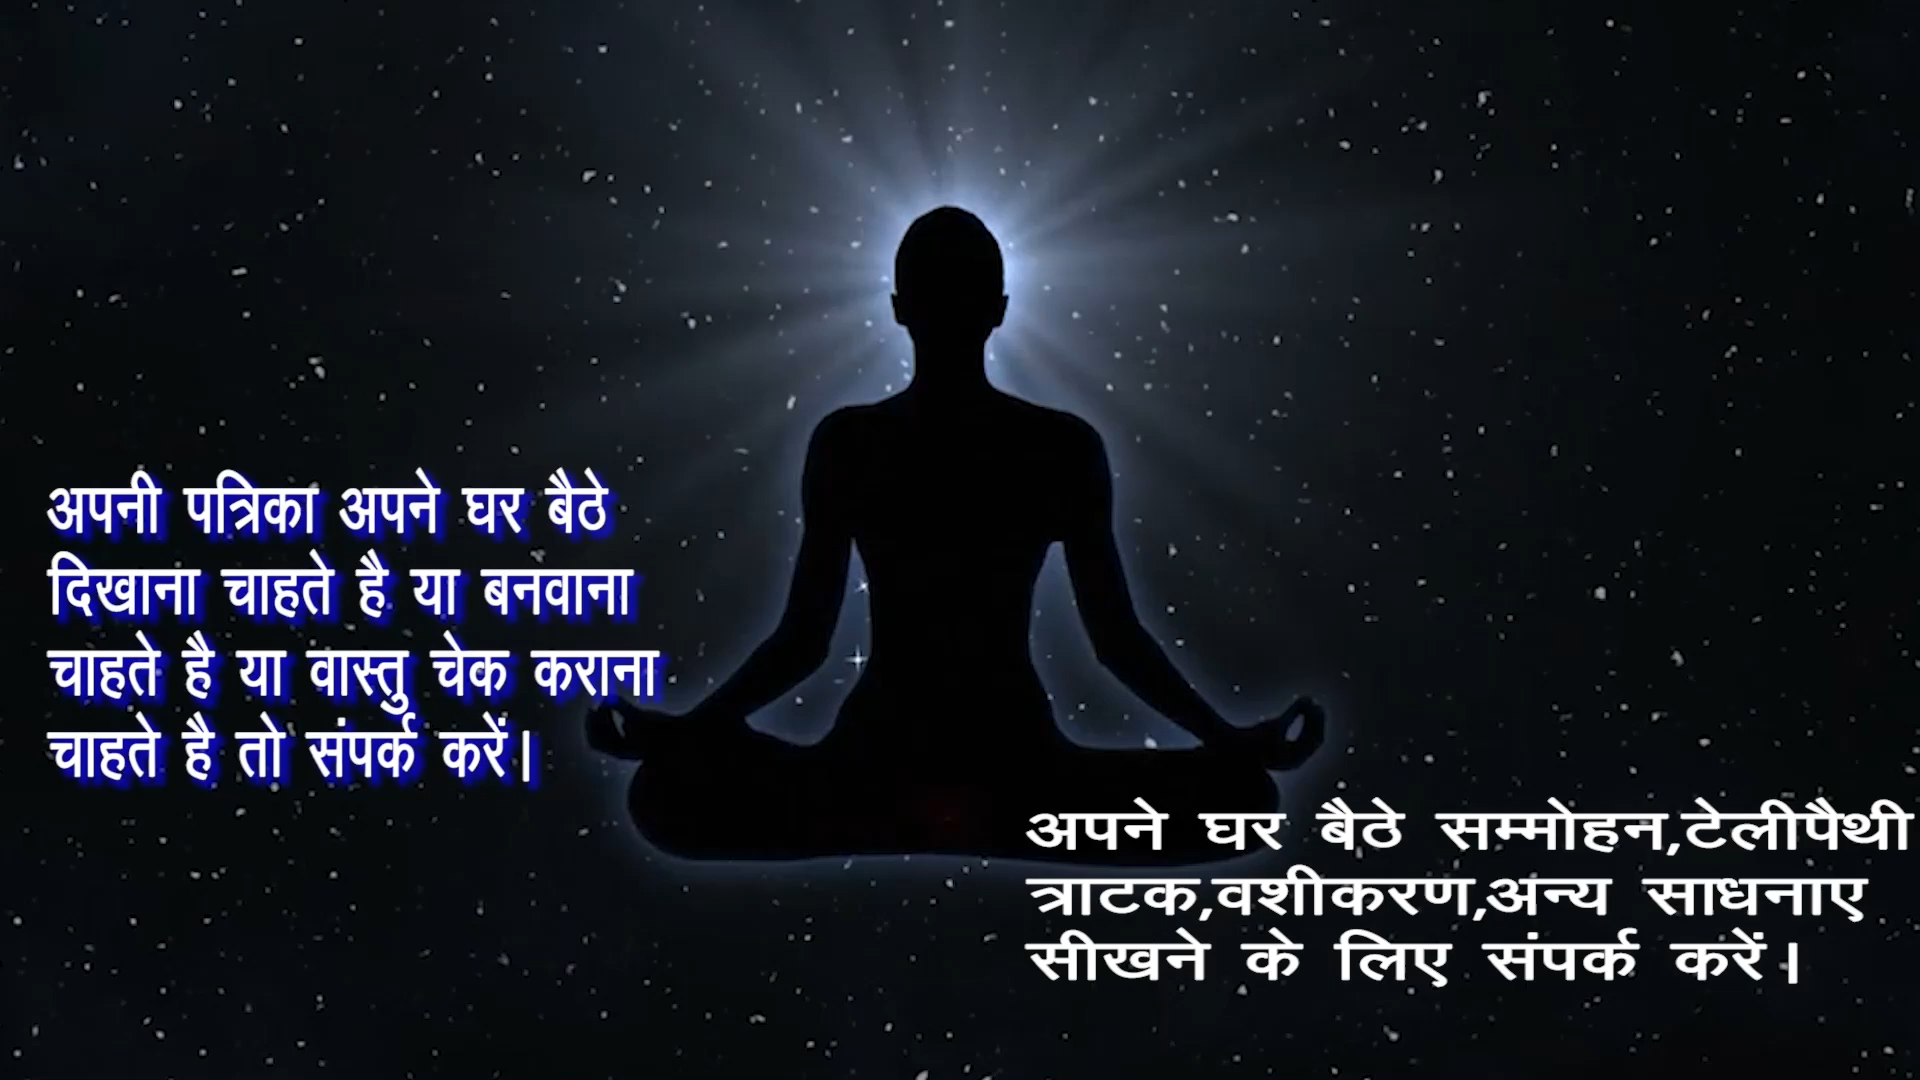 अपनी पत्रिका अपने घर बैठे
दिखाना चाहते है या बनवाना
चाहते है या वास्तु चेक कराना
चाहते है तो संपर्क करें।
अपने घर बैठे सम्मोहन,टेलीपैथी
त्राटक,वशीकरण,अन्य साधनाए
सीखने के लिए संपर्क करें।